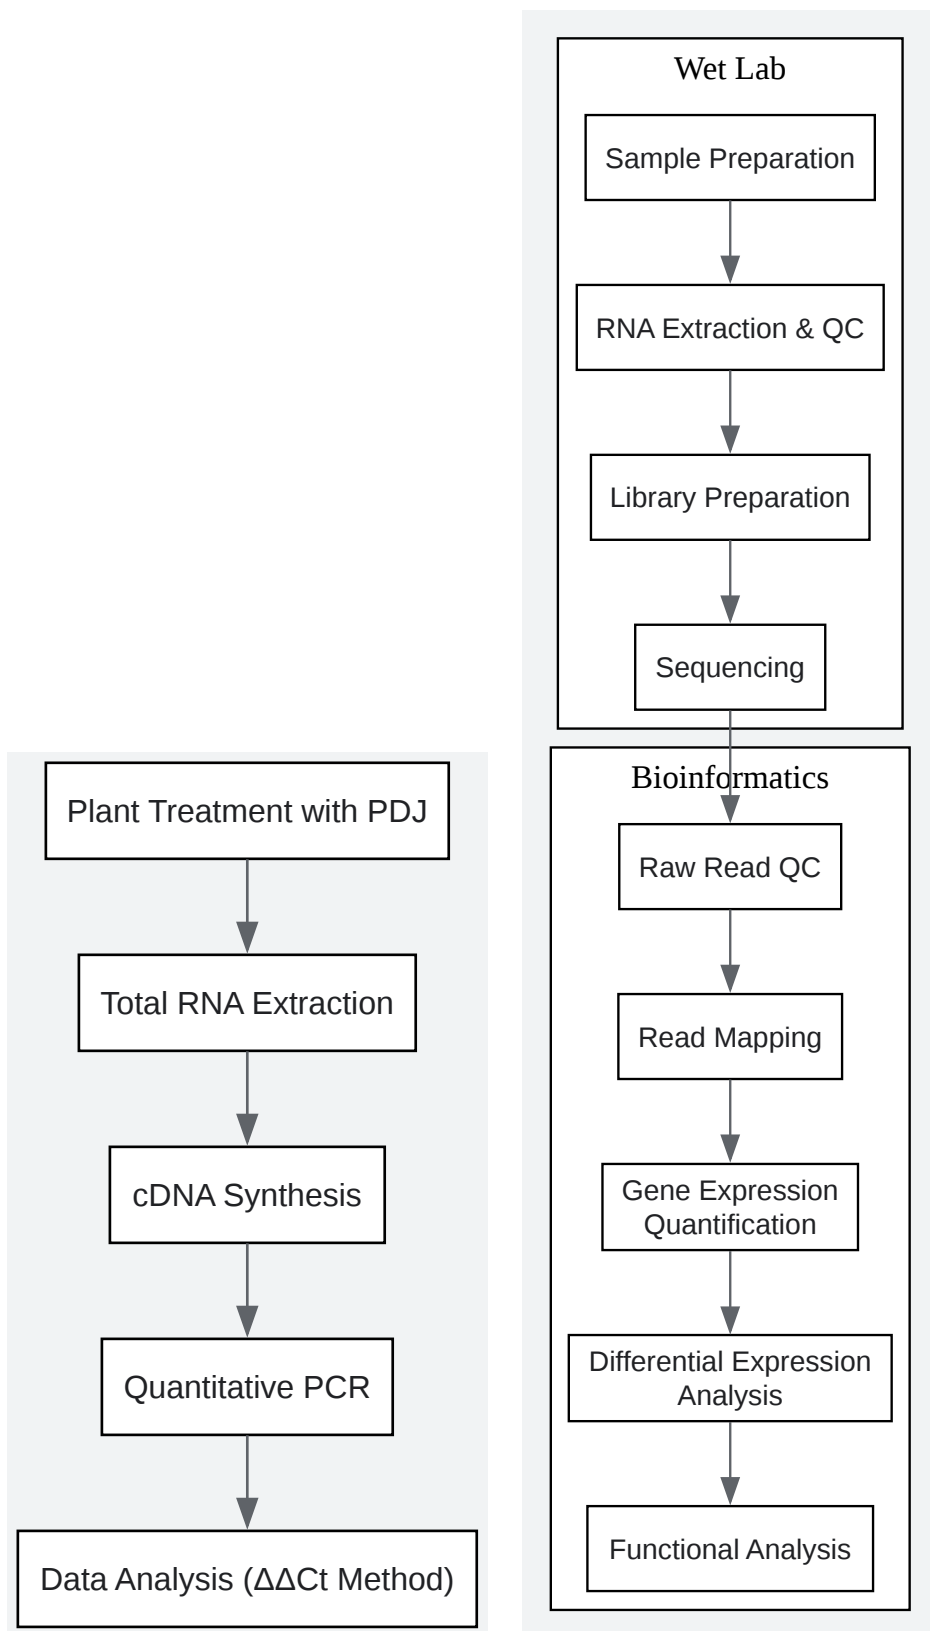 Plant Treatment with PDJ
Total RNA Extraction
cDNA Synthesis
Quantitative PCR
Data Analysis (ΔΔCt Method)
Wet Lab
Sample Preparation
RNA Extraction & QC
Library Preparation
Sequencing
Bioinformatics
Raw Read QC
Read Mapping
Gene Expression
Quantification
Differential Expression
Analysis
Functional Analysis